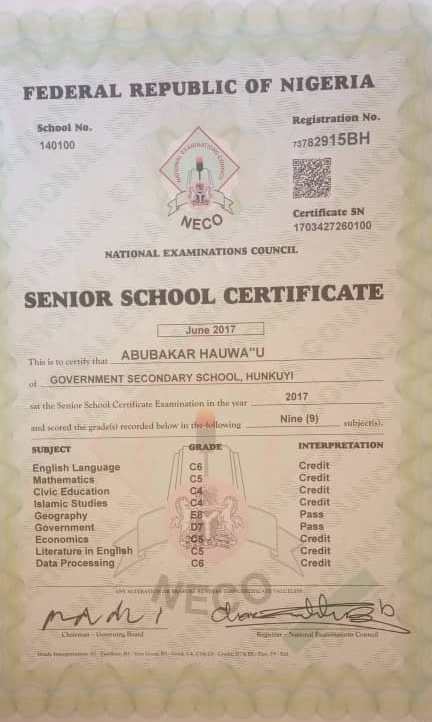 FEDERAL REPUBLIC OF NIGERIA
School No.
140100
Registration No.
73782915BH
NATIONAL EXAMINATIONS COUNCIL
NECO
Certificate SN
1703427260100
NATIONAL EXAMINATIONS COUNCIL
SENIOR SCHOOL CERTIFICATE
June 2017
This is to certify that ABUBAKAR HAUWA"U
of GOVERNMENT SECONDARY SCHOOL, HUNKUYI
sat the Senior School Certificate Examination in the year 2017
and scored the grade(s) recorded below in the following Nine (9) subject(s).
SUBJECT GRADE INTERPRETATION
English Language C6 Credit
Mathematics C5 Credit
Civic Education C4 Credit
Islamic Studies C4 Credit
Geography E8 Pass
Government D7 Pass
Economics Credit
Literature in English C5 Credit
Data Processing C6 Credit
NECO
Chairman - Governing Board
Registrar - National Examinations Council